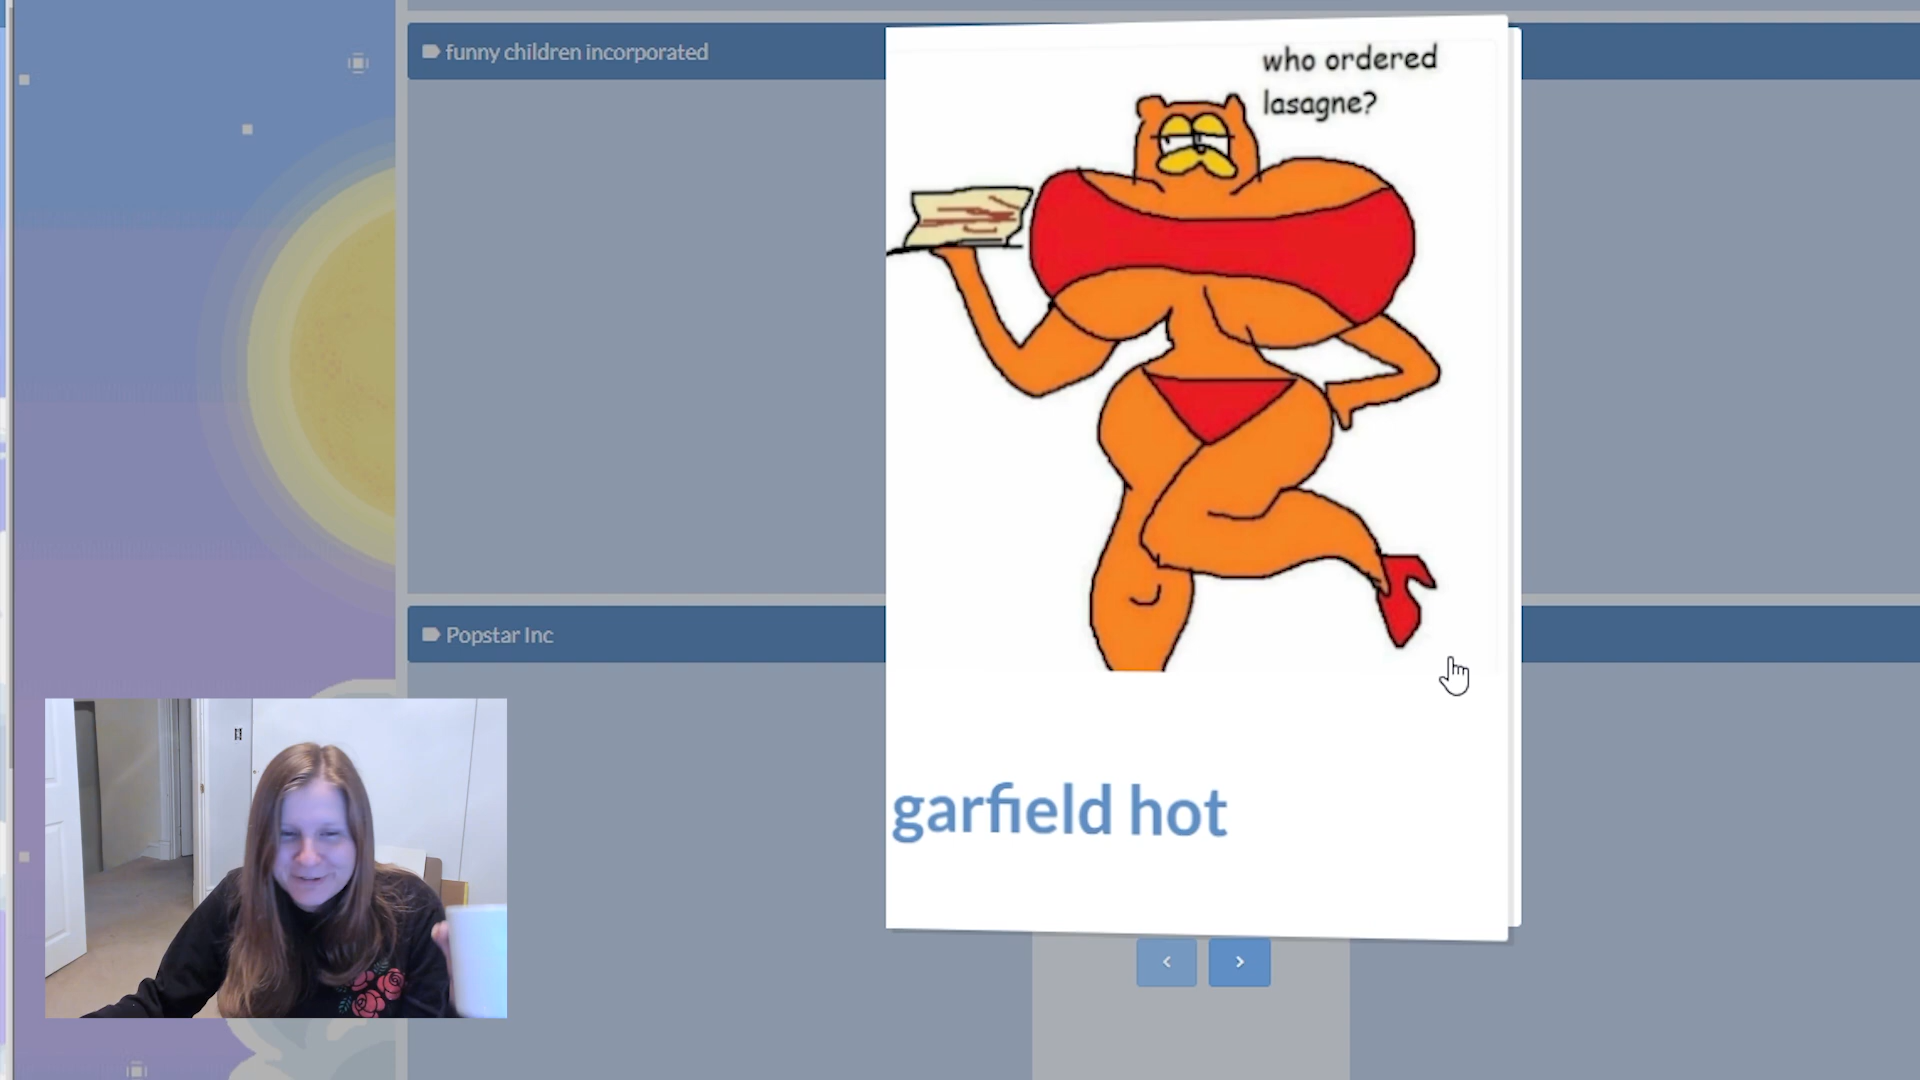 funny children incorporated
who ordered
lasagne?
Popstar Inc
garfield hot